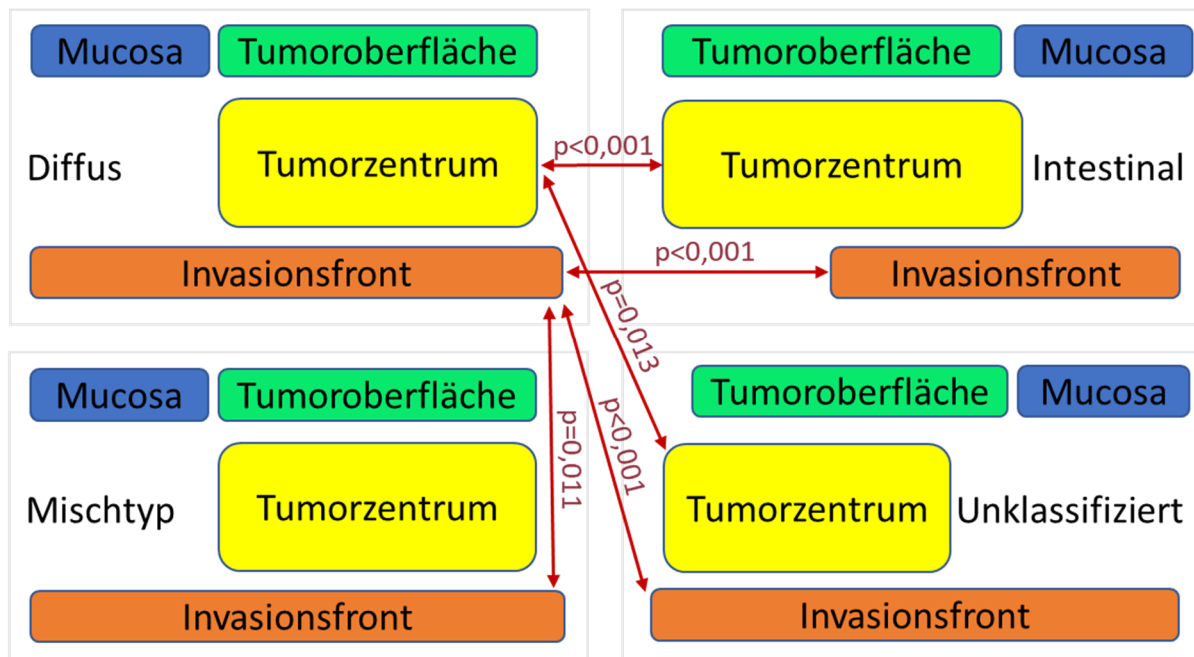 Mucosa Tumoroberfläche
Diffus
Tumorzentrum
Invasionsfront
Tumoroberfläche Mucosa
Tumorzentrum
Intestinal
Invasionsfront
p<0,001
p<0,001
p=0,013
p=0,011
p<0,001
Mucosa Tumoroberfläche
Mischtyp
Tumorzentrum
Invasionsfront
Tumoroberfläche Mucosa
Tumorzentrum
Unklassifiziert
Invasionsfront